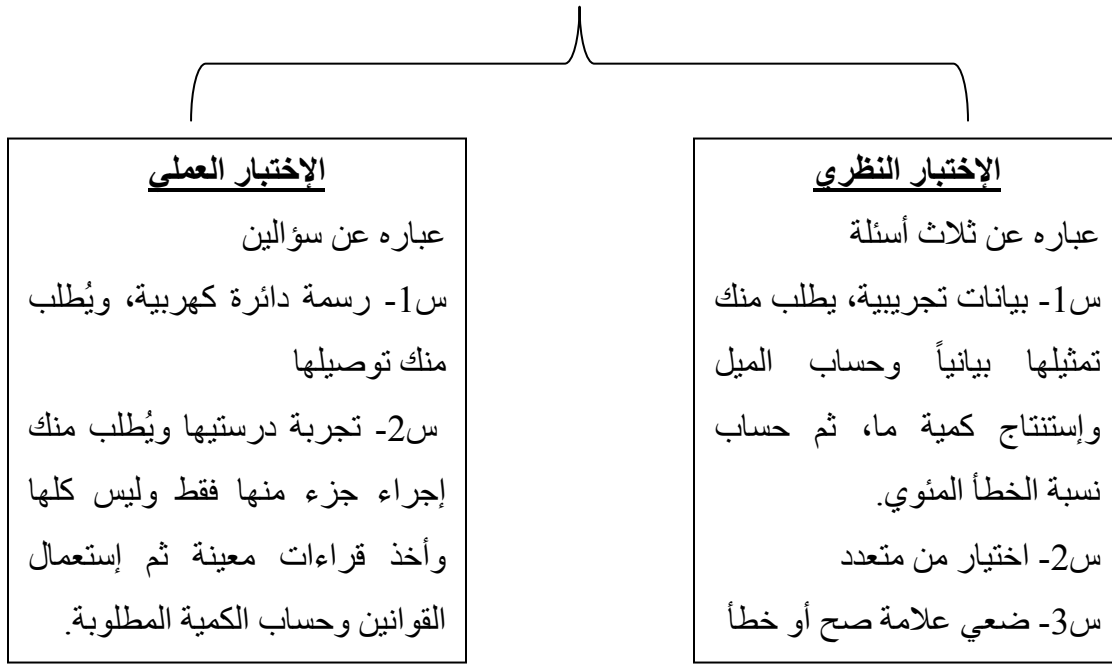 الإختبار النظري
عباره عن ثلاث أسئلة
س1- بيانات تجريبية، يطلب منك
تمثيلها بيانياً وحساب الميل
وإستنتاج كمية ما، ثم حساب
نسبة الخطأ المئوي.
س2- اختيار من متعدد
س3- ضعي علامة صح أو خطأ
الإختبار العملي
عباره عن سؤالين
س1- رسمة دائرة كهربية، ويُطلب
منك توصيلها
س2- تجربة درستيها ويُطلب منك
إجراء جزء منها فقط وليس كلها
وأخذ قراءات معينة ثم إستعمال
القوانين وحساب الكمية المطلوبة.